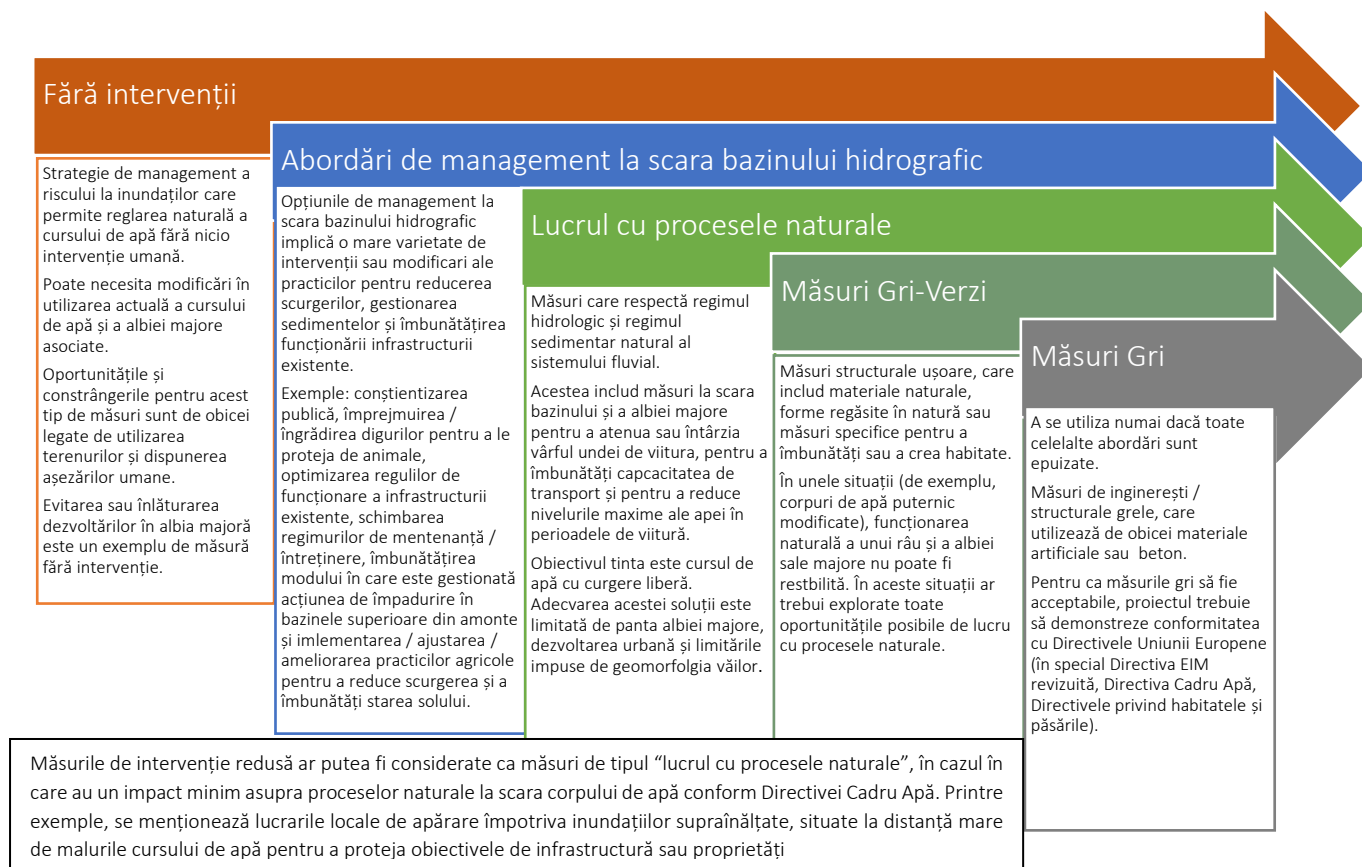 Fără intervenții
Strategie de management a
riscului la inundaților care
permite reglarea naturală a
cursului de apă fără nicio
intervenție umană.
Poate necesita modificări în
utilizarea actuală a cursului
de apă și a albiei majore
asociate.
Oportunitățile și
constrângerile pentru acest
tip de măsuri sunt de obicei
legate de utilizarea
terenurilor și dispunerea
așezărilor umane.
Evitarea sau înlăturarea
dezvoltărilor în albia majoră
este un exemplu de măsură
fără intervenție.
Abordări de management la scara bazinului hidrografic
Opțiunile de management la
scara bazinului hidrografic
implică o mare varietate de
intervenții sau modificari ale
practicilor pentru reducerea
scurgerilor, gestionarea
sedimentelor și îmbunătățirea
funcționării infrastructurii
existente.
Exemple: conștientizarea
publică, împrejmuirea /
îngrădirea digurilor pentru a le
proteja de animale,
optimizarea regulilor de
funcționare a infrastructurii
existente, schimbarea
regimurilor de mentenanță /
întreținere, îmbunătățirea
modului în care este gestionată
acțiunea de împadurire în
bazinele superioare din amonte
și imlementarea / ajustarea /
ameliorarea practicilor agricole
pentru a reduce scurgerea și a
îmbunătăți starea solului.
Lucrul cu procesele naturale
Măsuri care respectă regimul
hidrologic și regimul
sedimentar natural al
sistemului fluvial.
Acestea includ măsuri la scara
bazinului și a albiei majore
pentru a atenua sau întârzia
vârful undei de viitura, pentru a
îmbunătăți capcacitatea de
transport și pentru a reduce
nivelurile maxime ale apei în
perioadele de viitură.
Obiectivul tinta este cursul de
apă cu curgere liberă.
Adecvarea acestei soluții este
limitată de panta albiei majore,
dezvoltarea urbană și limitările
impuse de geomorfolgia văilor.
Măsuri Gri-Verzi
Măsuri structurale ușoare, care
includ materiale naturale,
forme regăsite în natură sau
măsuri specifice pentru a
îmbunătăți sau a crea habitate.
În unele situații (de exemplu,
corpuri de apă puternic
modificate), funcționarea
naturală a unui râu și a albiei
sale majore nu poate fi
restbilită. În aceste situații ar
trebui explorate toate
oportunitățile posibile de lucru
cu procesele naturale.
Măsuri Gri
A se utiliza numai dacă toate
celelalte abordări sunt
epuizate.
Măsuri de inginerești /
structurale grele, care
utilizează de obicei materiale
artificiale sau beton.
Pentru ca măsurile gri să fie
acceptabile, proiectul trebuie
să demonstreze conformitatea
cu Directivele Uniunii Europene
(în special Directiva EIM
revizuită, Directiva Cadru Apă,
Directivele privind habitatele și
păsările).
Măsurile de intervenție redusă ar putea fi considerate ca măsuri de tipul “lucrul cu procesele naturale”, în cazul în
care au un impact minim asupra proceselor naturale la scara corpului de apă conform Directivei Cadru Apă. Printre
exemple, se menționează lucrarile locale de apărare împotriva inundațiilor supraînălțate, situate la distanță mare
de malurile cursului de apă pentru a proteja obiectivele de infrastructură sau proprietăți